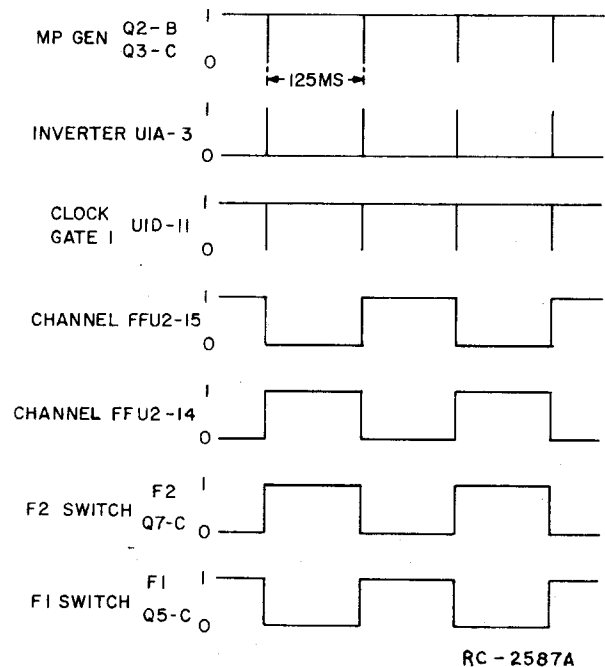 1
MP GEN Q2-B
Q3-C
0
125MS
1
INVERTER UIA-3
0
1
CLOCK
GATE 1 UID-11
0
1
CHANNEL FFU2-15
0
1
CHANNEL FFU2-14
0
F2 1
F2 SWITCH
Q7-C 0
F1 1
F1 SWITCH
Q5-C 0
RC-2587A